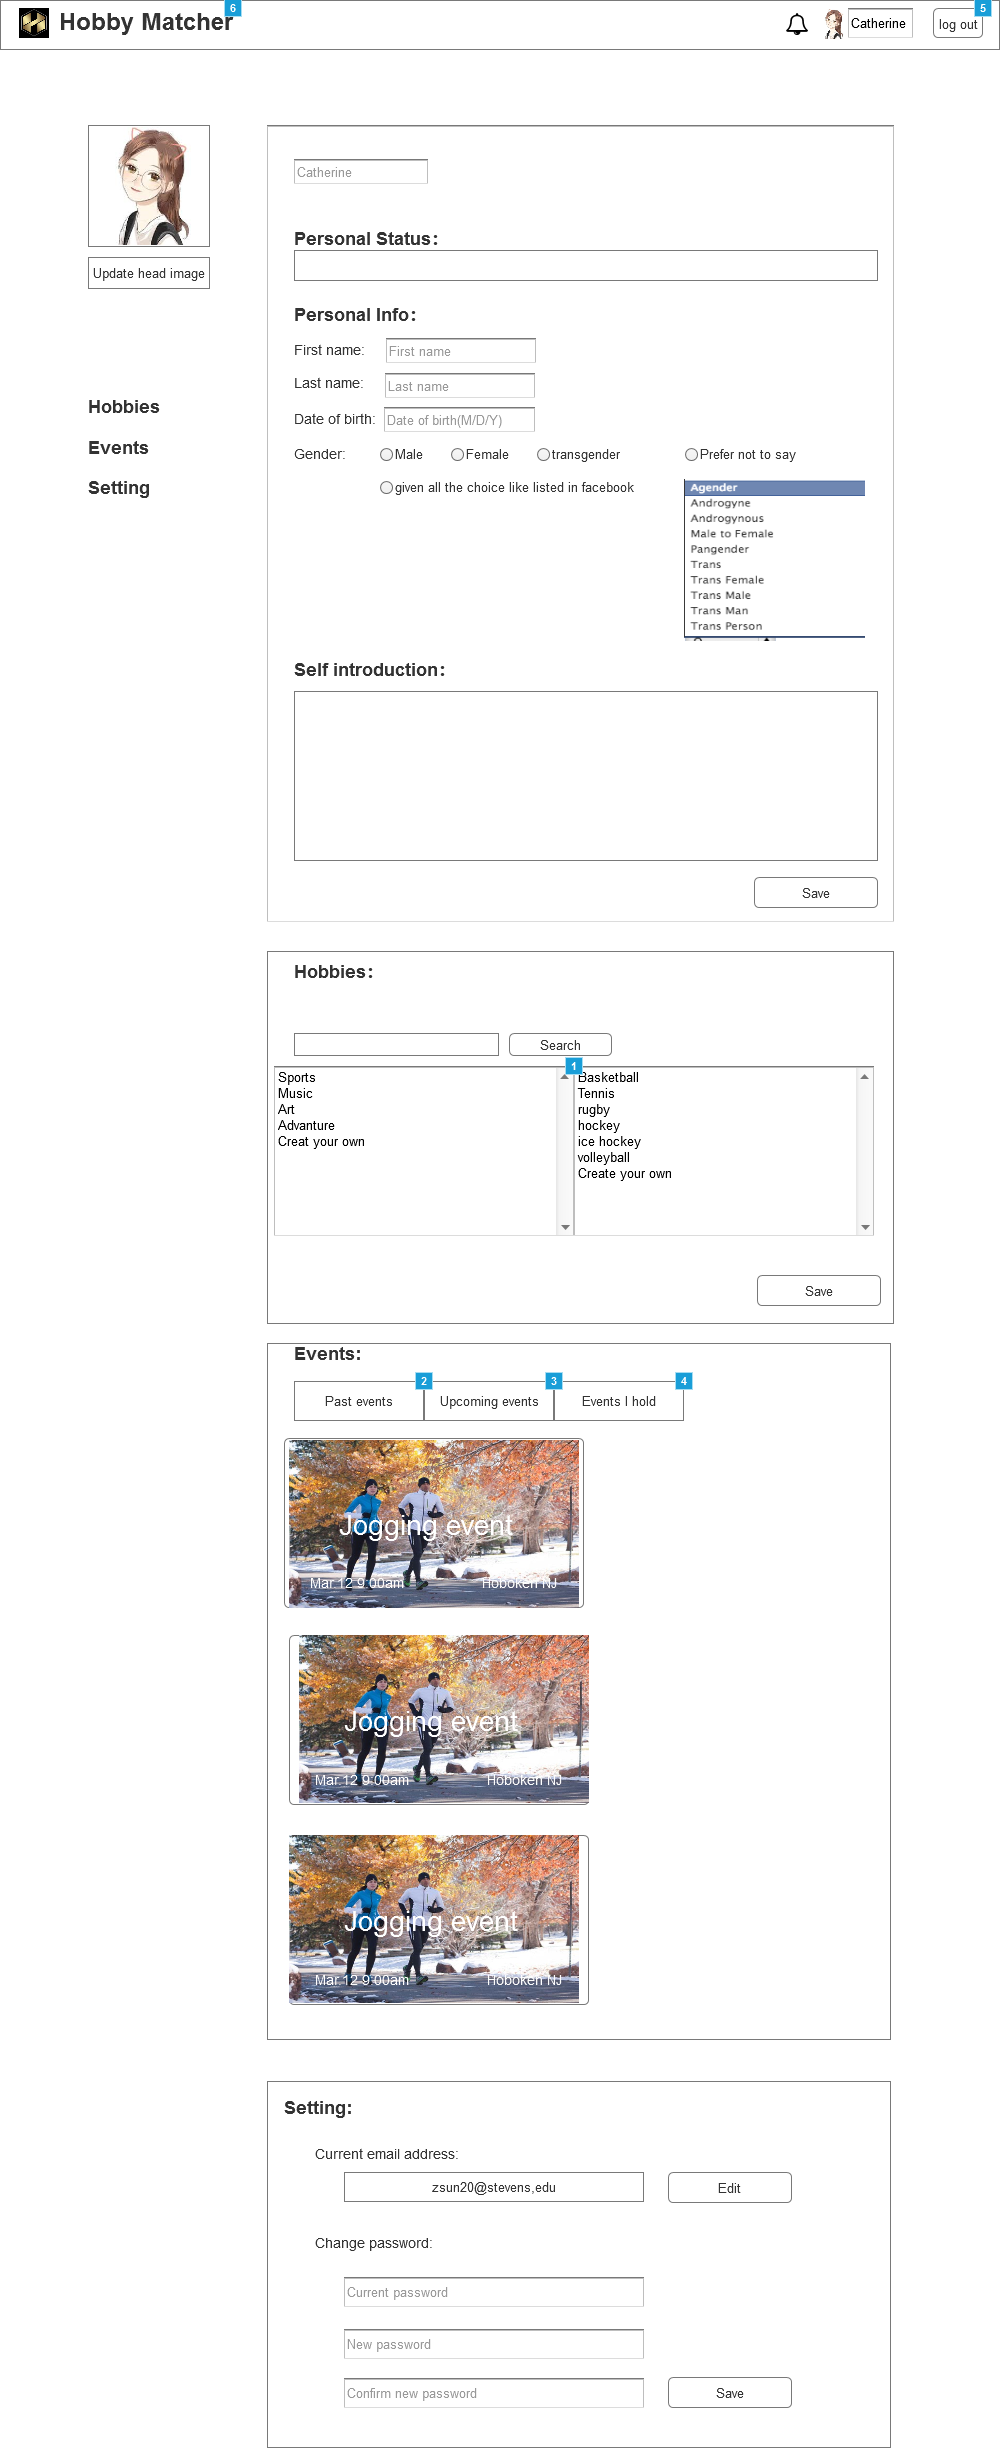 Hobby Matcher
6
Catherine
log out
5
Catherine
Update head image
Personal Status:
Personal Info:
First name:
First name
Last name:
Last name
Date of birth:
Date of birth(M/D/Y)
Hobbies
Events
Setting
Gender:
Male
Female
transgender
Prefer not to say
given all the choice like listed in facebook
Agender
Androgyne
Androgynous
Male to Female
Pangender
Trans
Trans Female
Trans Male
Trans Man
Trans Person
Self introduction:
Save
Hobbies:
Search
1
Sports
Music
Art
Advanture
Creat your own
Basketball
Tennis
rugby
hockey
ice hockey
volleyball
Create your own
Save
Events:
Past events
2
Upcoming events
3
Events I hold
4
Jogging event
Mar.12 9:00am
Hoboken NJ
Jogging event
Mar.12 9:00am
Hoboken NJ
Jogging event
Mar.12 9:00am
Hoboken NJ
Setting:
Current email address:
zsun20@stevens,edu
Edit
Change password:
Current password
New password
Confirm new password
Save